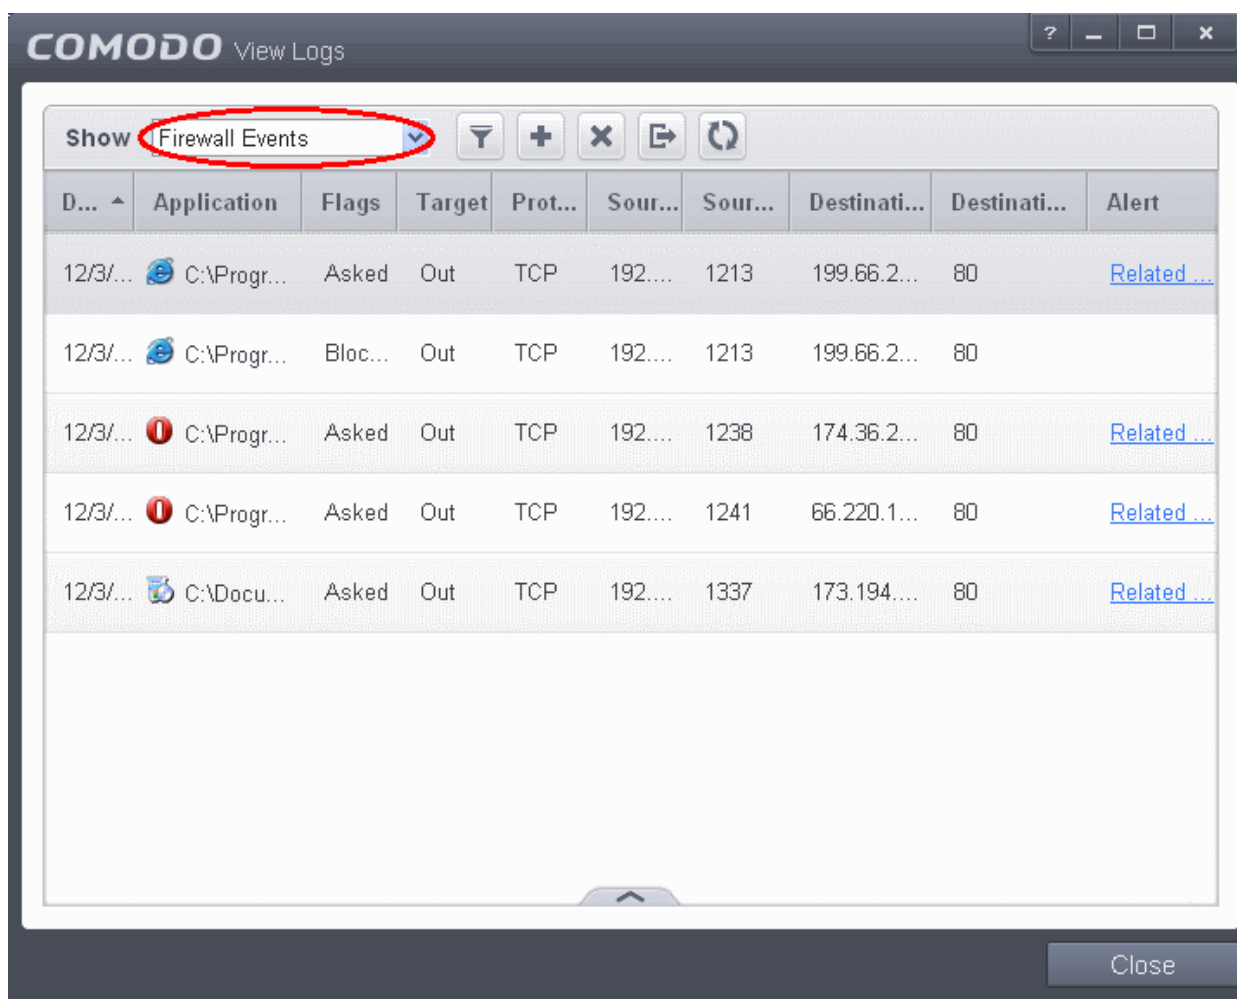 COMODO View Logs ?
Show Firewall Events
D... Application Flags Target Prot... Sour... Sour... Destinati... Destinati... Alert
12/3/... C:\Progr... Asked Out TCP 192.... 1213 199.66.2... 80 Related ...
12/3/... C:\Progr... Bloc... Out TCP 192.... 1213 199.66.2... 80
12/3/... C:\Progr... Asked Out TCP 192.... 1238 174.36.2... 80 Related ...
12/3/... C:\Progr... Asked Out TCP 192.... 1241 66.220.1... 80 Related ...
12/3/... C:\Docu... Asked Out TCP 192.... 1337 173.194.... 80 Related ...
Close